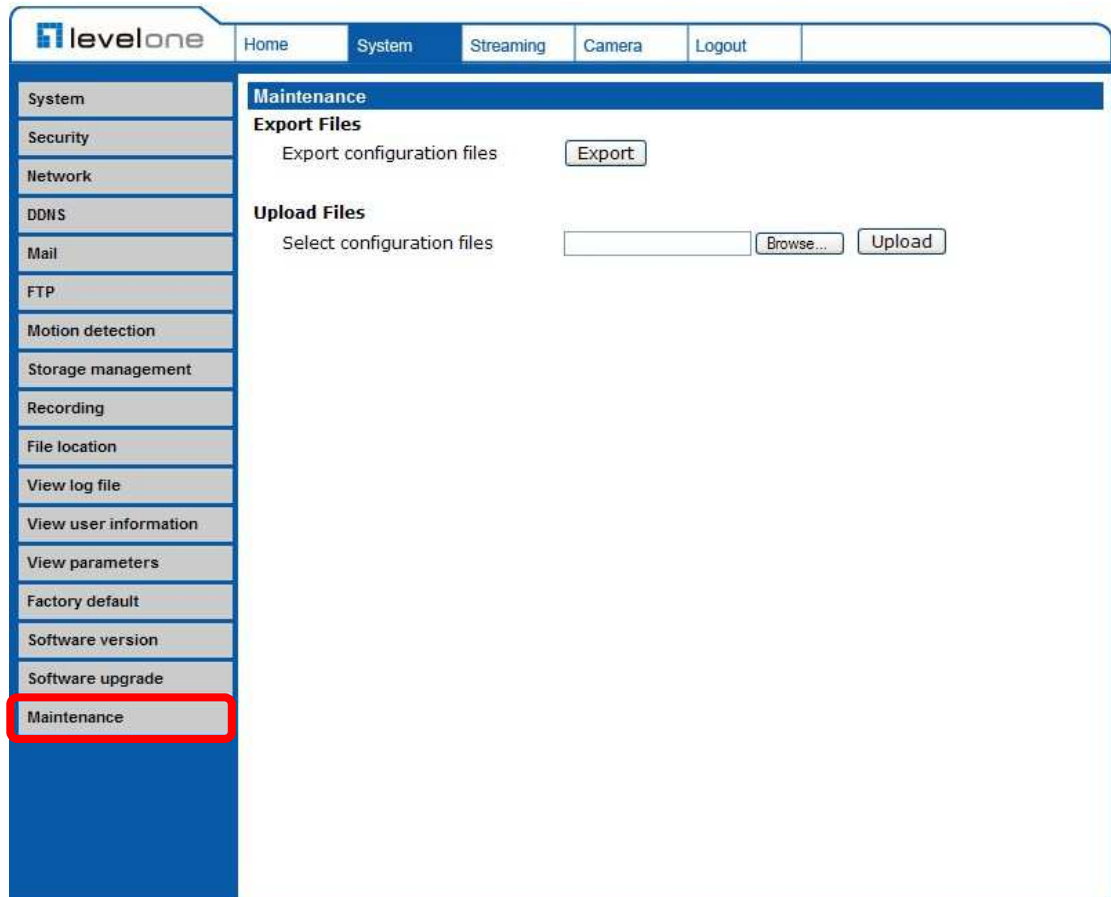 levelone
Home System Streaming Camera Logout
System
Security
Network
DDNS
Mail
FTP
Motion detection
Storage management
Recording
File location
View log file
View user information
View parameters
Factory default
Software version
Software upgrade
Maintenance
Maintenance
Export Files
Export configuration files Export
Upload Files
Select configuration files Browse... Upload